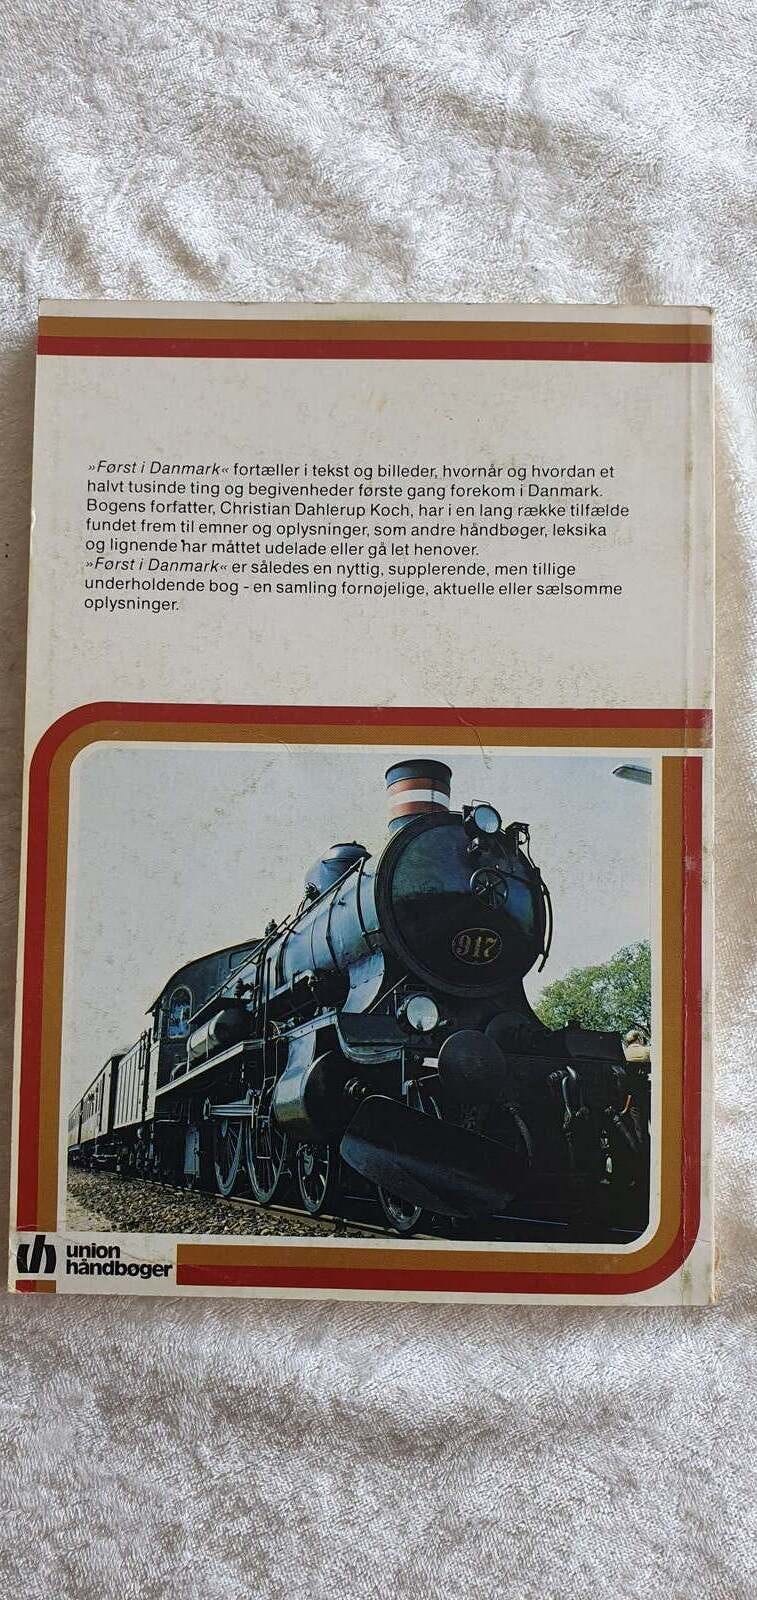 »Først i Danmark« fortæller i tekst og billeder, hvornår og hvordan et
halvt tusinde ting og begivenheder første gang forekom i Danmark.
Bogens forfatter, Christian Dahlerup Koch, har i en lang række tilfælde
fundet frem til emner og oplysninger, som andre håndbøger, leksika
og lignende har måttet udelade eller gå let henover.
»Først i Danmark« er således en nyttig, supplerende, men tillige
underholdende bog - en samling fornøjelige, aktuelle eller sælsomme
oplysninger.
917
uh union
håndbøger